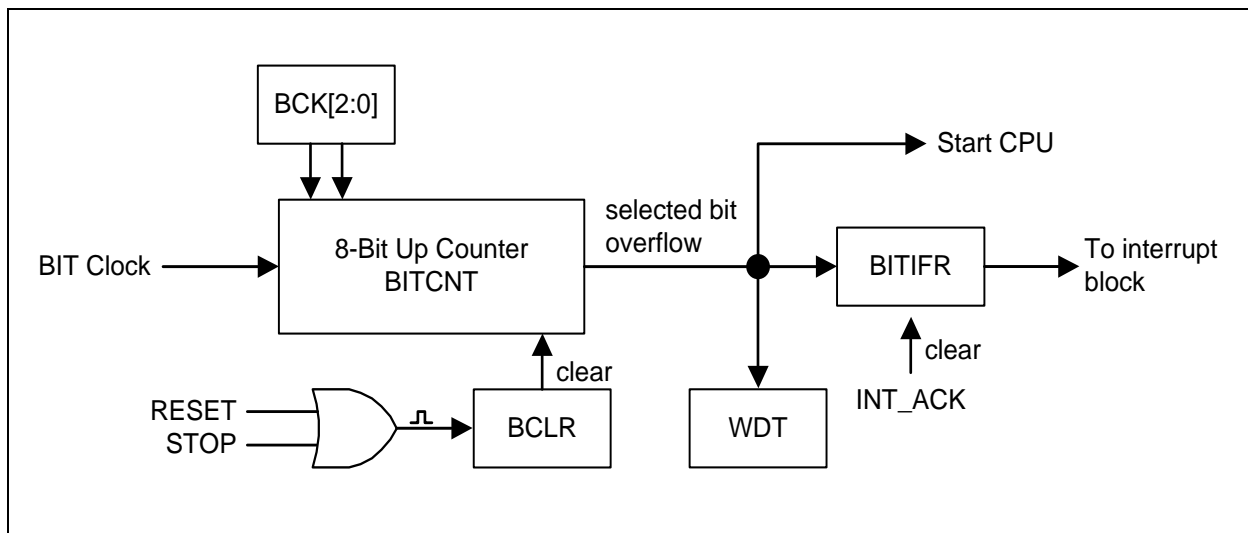 BCK[2:0]
Start CPU
selected bit
overflow
8-Bit Up Counter
BITCNT
BIT Clock
BITIFR
To interrupt
block
clear
clear
INT_ACK
RESET
STOP
BCLR
WDT